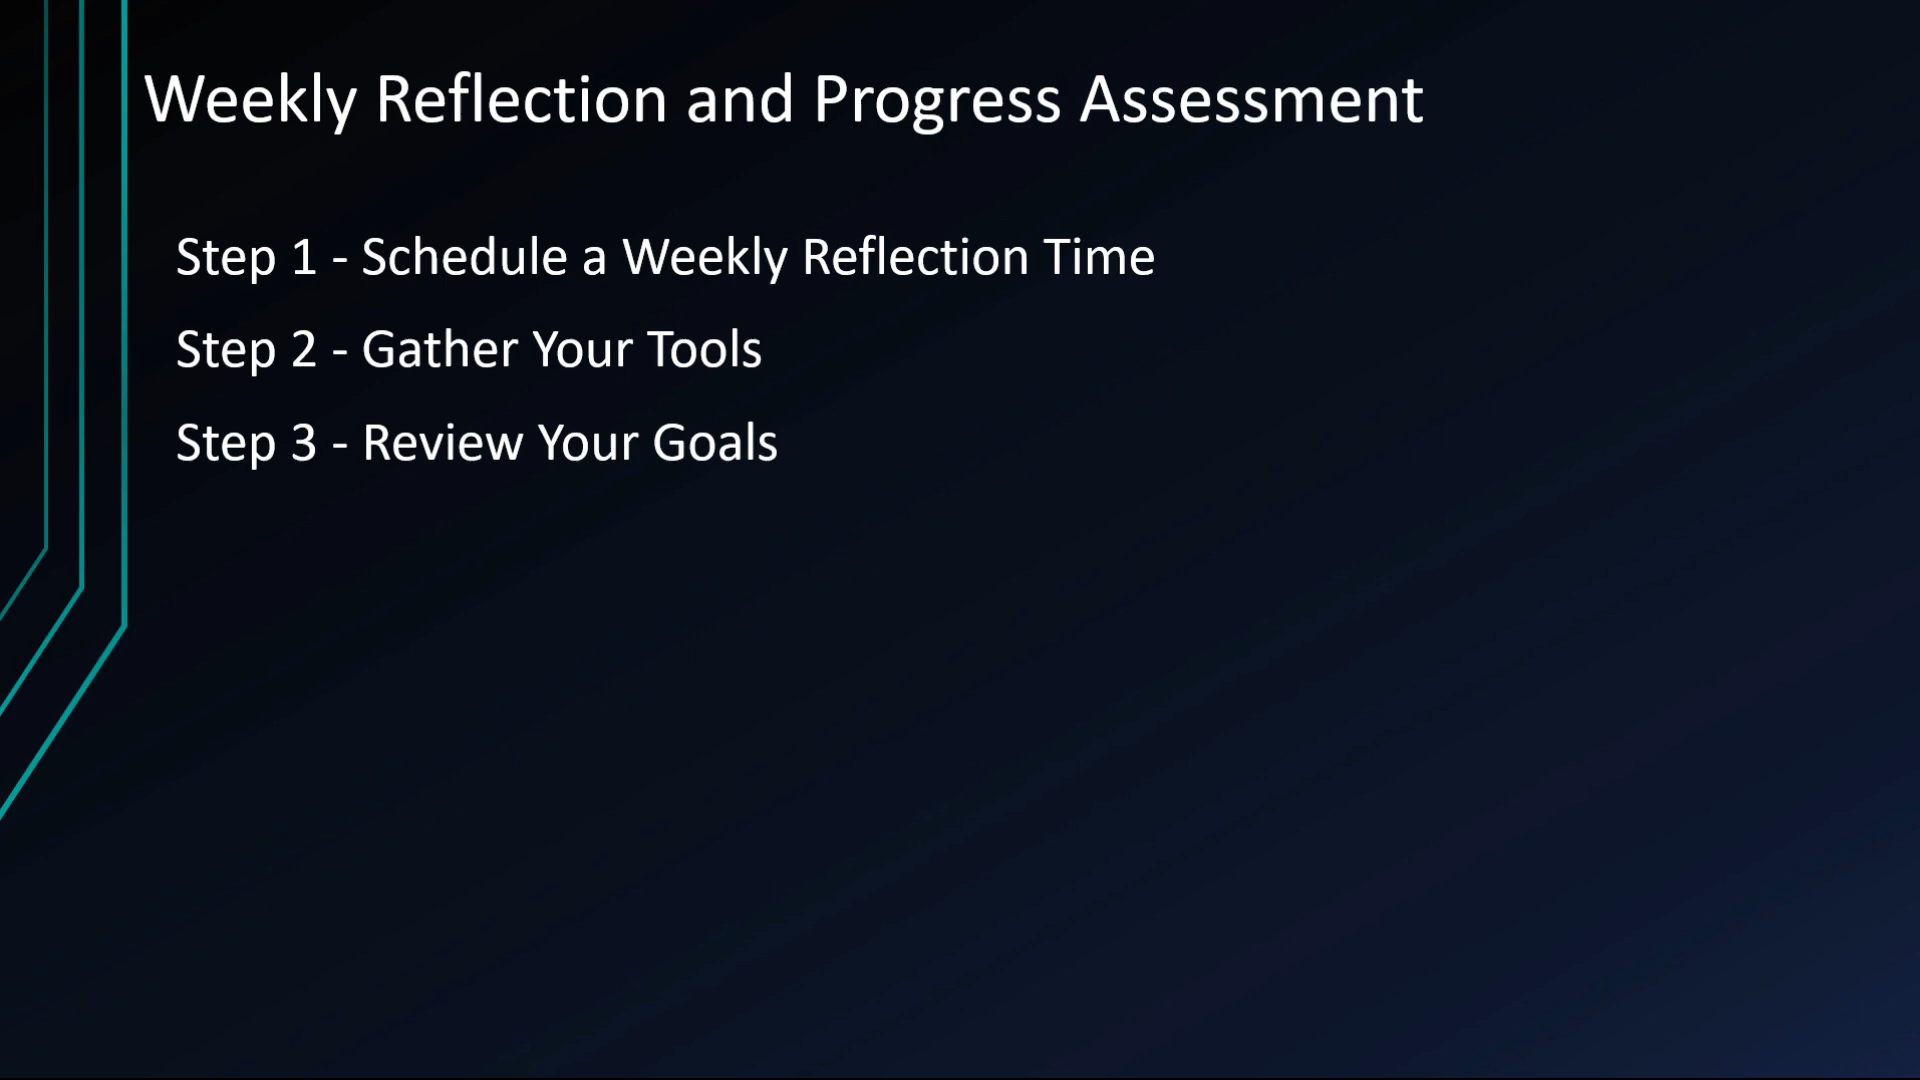 Weekly Reflection and Progress Assessment
Step 1 - Schedule a Weekly Reflection Time
Step 2 - Gather Your Tools
Step 3 - Review Your Goals